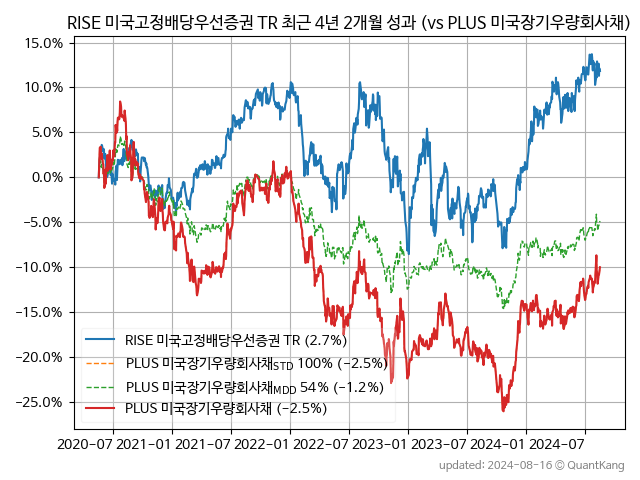 RISE 미국고정배당우선증권 TR 최근 4년 2개월 성과 (vs PLUS 미국장기우량회사채)
15.0%
10.0%
5.0%
0.0%
-5.0%
-10.0%
-15.0%
-20.0%
-25.0%
RISE 미국고정배당우선증권 TR (2.7%)
PLUS 미국장기우량회사채STD 100% (-2.5%)
PLUS 미국장기우량회사채MDD 54% (-1.2%)
PLUS 미국장기우량회사채 (-2.5%)
2020-07 2021-01 2021-07 2022-01 2022-07 2023-01 2023-07 2024-01 2024-07
updated: 2024-08-16 © QuantKang